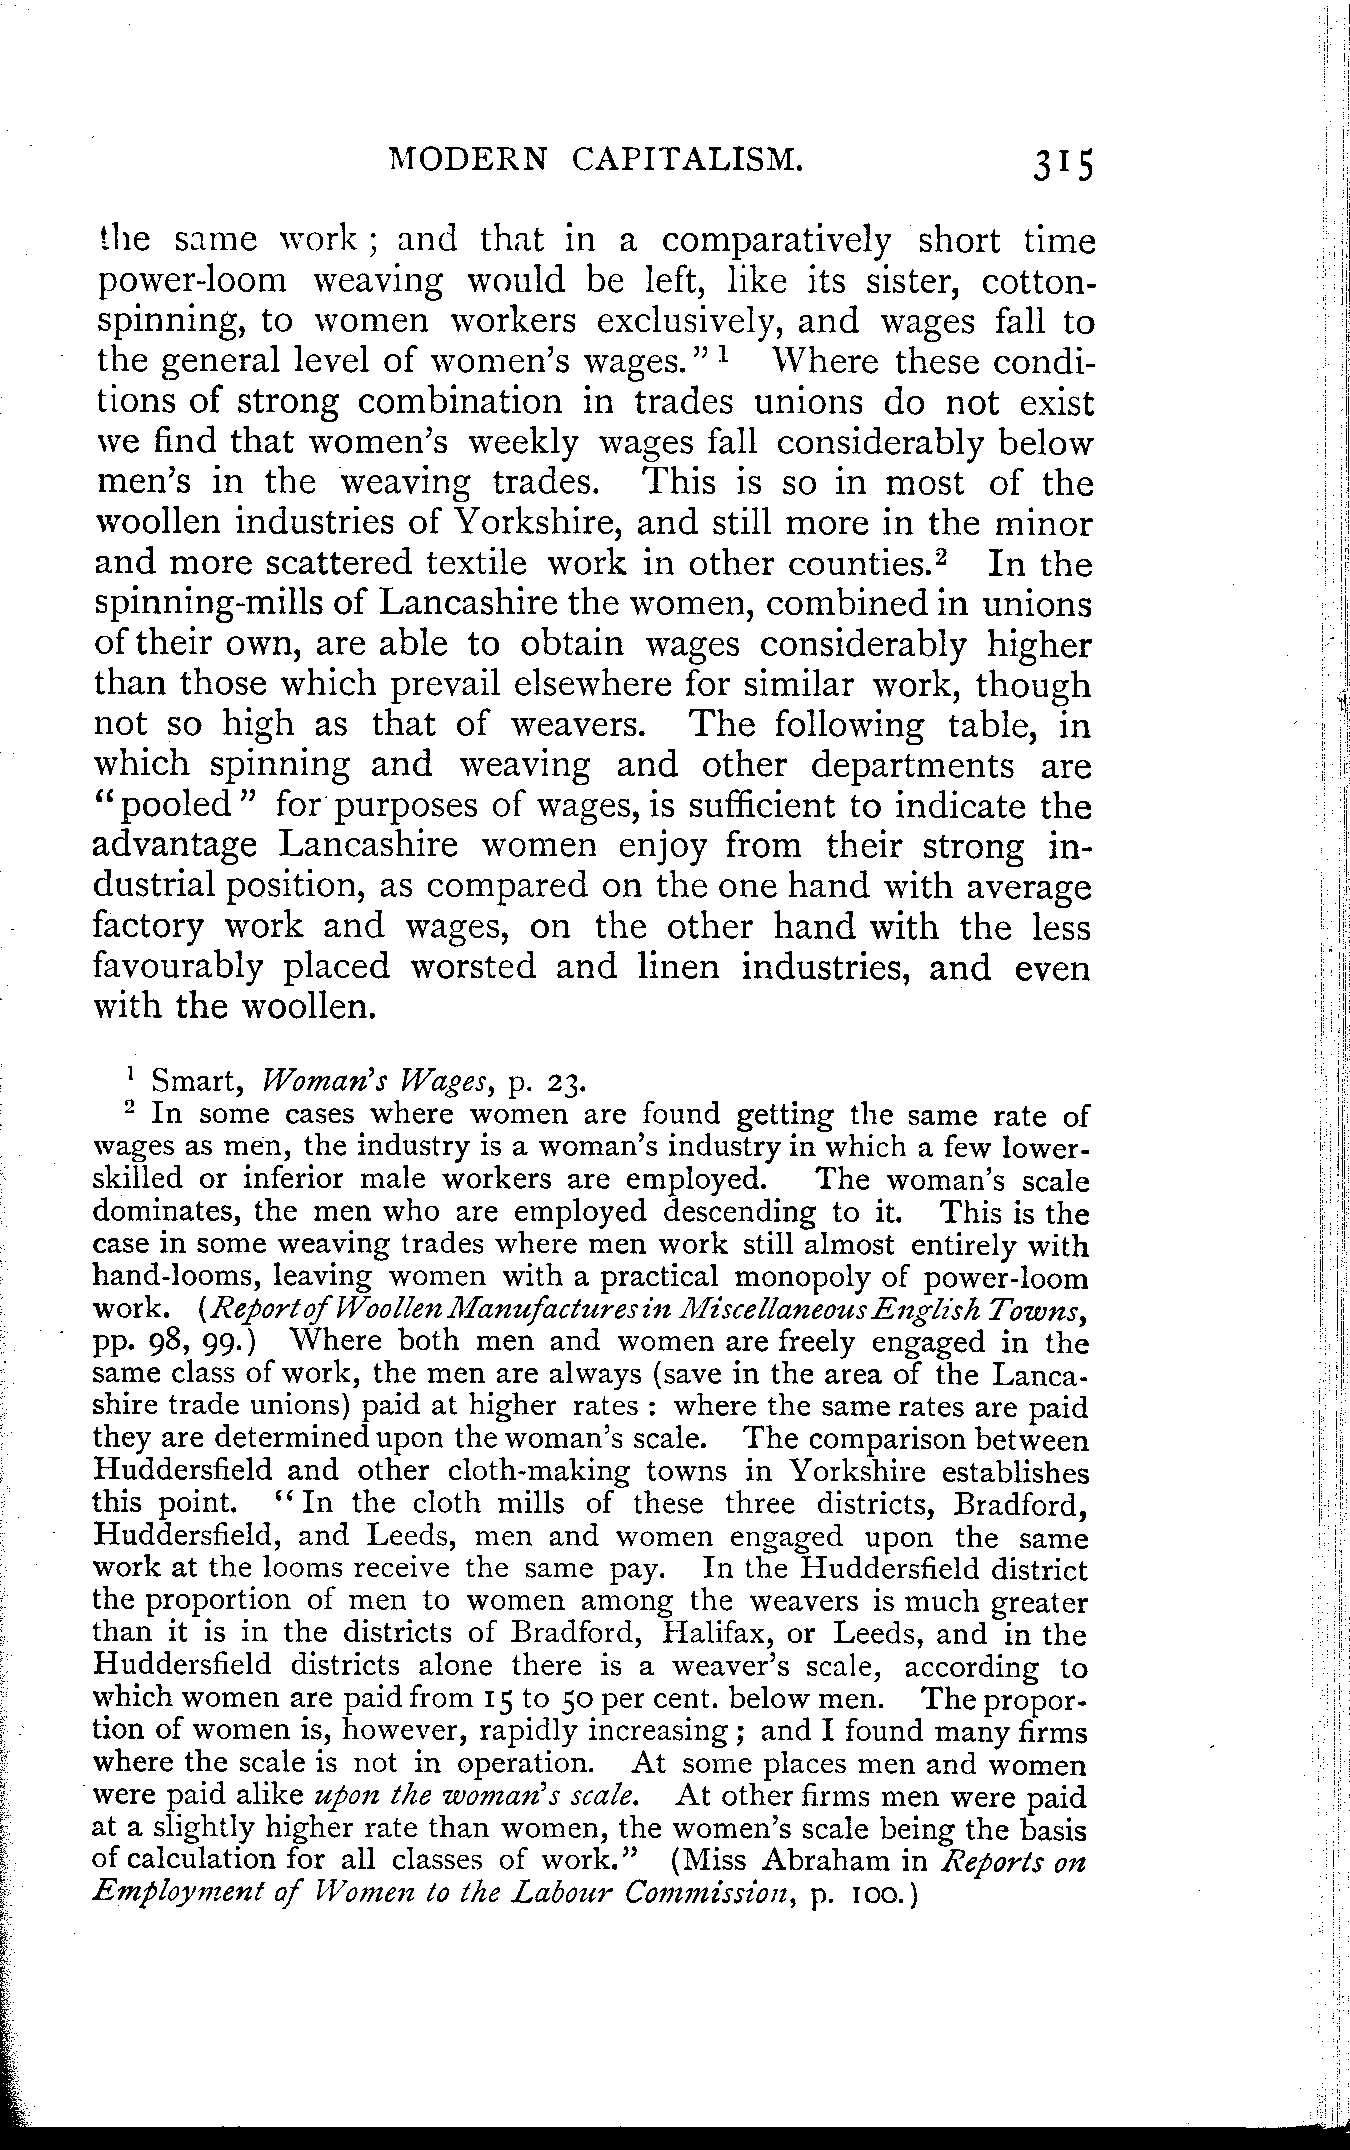 MODERN CAPITALISM. 315
the same work ; and that in a comparatively short time
power-loom weaving would be left, like its sister, cotton-
spinning, to women workers exclusively, and wages fall to
the general level of women's wages." ¹ Where these condi-
tions of strong combination in trades unions do not exist
we find that women's weekly wages fall considerably below
men's in the weaving trades. This is so in most of the
woollen industries of Yorkshire, and still more in the minor
and more scattered textile work in other counties.² In the
spinning-mills of Lancashire the women, combined in unions
of their own, are able to obtain wages considerably higher
than those which prevail elsewhere for similar work, though
not so high as that of weavers. The following table, in
which spinning and weaving and other departments are
"pooled" for purposes of wages, is sufficient to indicate the
advantage Lancashire women enjoy from their strong in-
dustrial position, as compared on the one hand with average
factory work and wages, on the other hand with the less
favourably placed worsted and linen industries, and even
with the woollen.
¹ Smart, Woman's Wages, p. 23.
² In some cases where women are found getting the same rate of
wages as men, the industry is a woman's industry in which a few lower-
skilled or inferior male workers are employed. The woman's scale
dominates, the men who are employed descending to it. This is the
case in some weaving trades where men work still almost entirely with
hand-looms, leaving women with a practical monopoly of power-loom
work. (Report of Woollen Manufactures in Miscellaneous English Towns,
pp. 98, 99.) Where both men and women are freely engaged in the
same class of work, the men are always (save in the area of the Lanca-
shire trade unions) paid at higher rates : where the same rates are paid
they are determined upon the woman's scale. The comparison between
Huddersfield and other cloth-making towns in Yorkshire establishes
this point. "In the cloth mills of these three districts, Bradford,
Huddersfield, and Leeds, men and women engaged upon the same
work at the looms receive the same pay. In the Huddersfield district
the proportion of men to women among the weavers is much greater
than it is in the districts of Bradford, Halifax, or Leeds, and in the
Huddersfield districts alone there is a weaver's scale, according to
which women are paid from 15 to 50 per cent. below men. The propor-
tion of women is, however, rapidly increasing ; and I found many firms
where the scale is not in operation. At some places men and women
were paid alike upon the woman's scale. At other firms men were paid
at a slightly higher rate than women, the women's scale being the basis
of calculation for all classes of work." (Miss Abraham in Reports on
Employment of Women to the Labour Commission, p. 100.)